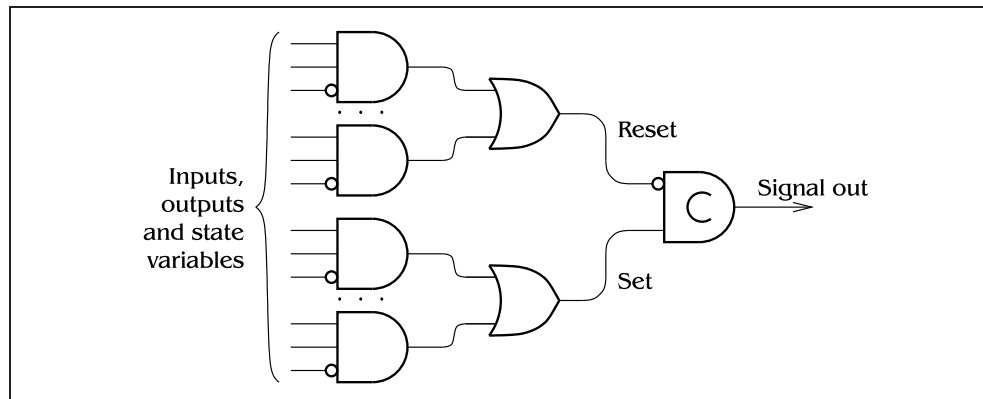 Reset
Inputs,
outputs
and state
variables
C
Signal out
Set